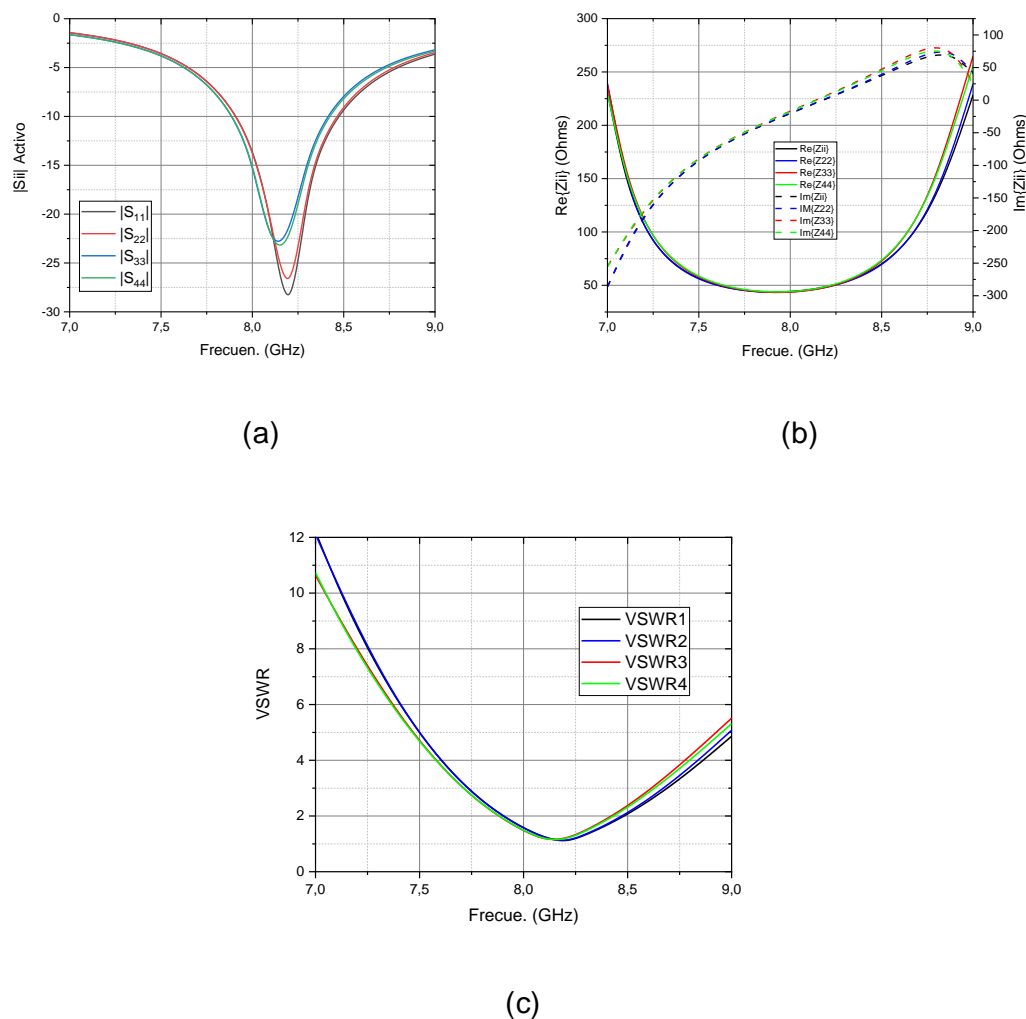 0
-5
-10
-15
-20
-25
-30
|Sii| Activo
|S11|
|S22|
|S33|
|S44|
7,0 7,5 8,0 8,5 9,0
Frecuen. (GHz)
(a)
300
250
200
150
100
50
Re{Zii} (Ohms)
Re{Zii}
Re{Z22}
Re{Z33}
Re{Z44}
Im{Zii}
IM{Z22}
Im{Z33}
Im{Z44}
100
50
0
-50
-100
-150
-200
-250
-300
Im{Zii} (Ohms)
7,0 7,5 8,0 8,5 9,0
Frecue. (GHz)
(b)
12
10
8
6
4
2
0
VSWR
VSWR1
VSWR2
VSWR3
VSWR4
7,0 7,5 8,0 8,5 9,0
Frecue. (GHz)
(c)